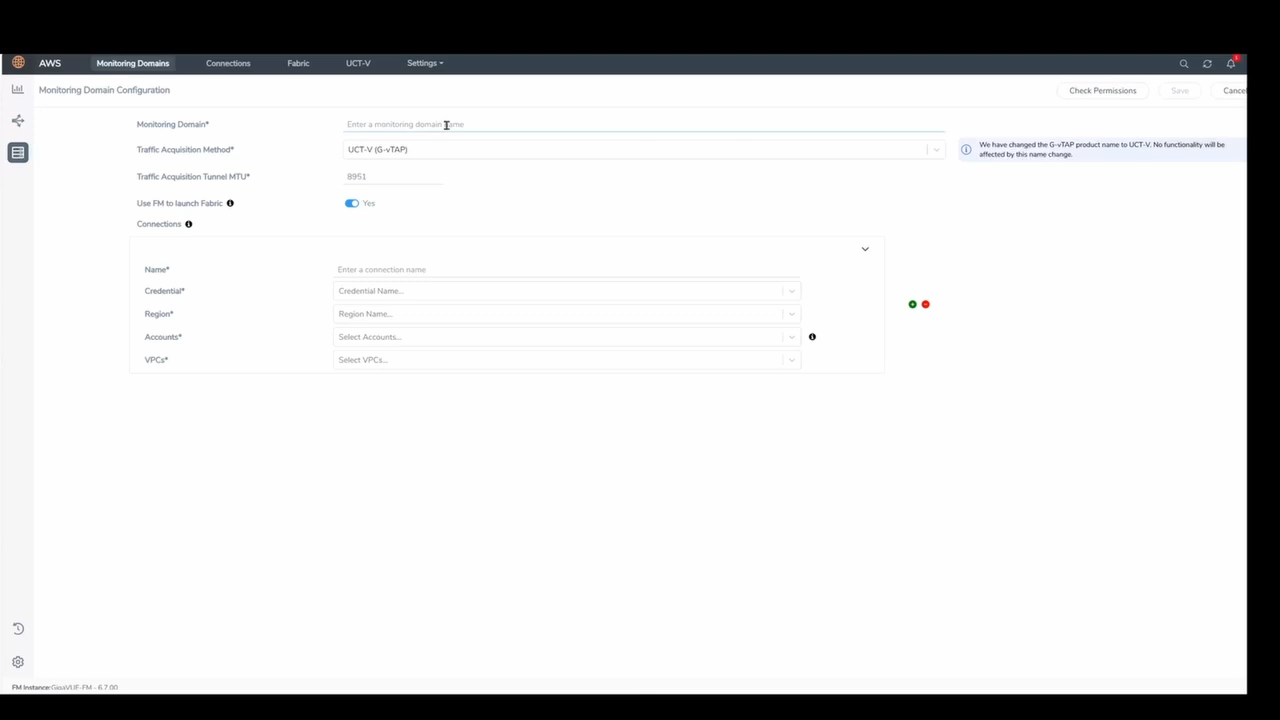 AWS
Monitoring Domains
Connections
Fabric
UCT-V
Settings
1
Monitoring Domain Configuration
Check Permissions
Save
Cancel
Monitoring Domain*
Enter a monitoring domain name
Traffic Acquisition Method*
UCT-V (G-vTAP)
We have changed the G-vTAP product name to UCT-V. No functionality will be
affected by this name change.
Traffic Acquisition Tunnel MTU*
8951
Use FM to launch Fabric
Yes
Connections
Name*
Enter a connection name
Credential*
Credential Name...
Region*
Region Name...
Accounts*
Select Accounts...
VPCs*
Select VPCs...
FM Instance: GigaVUE-FM - 6.7.00